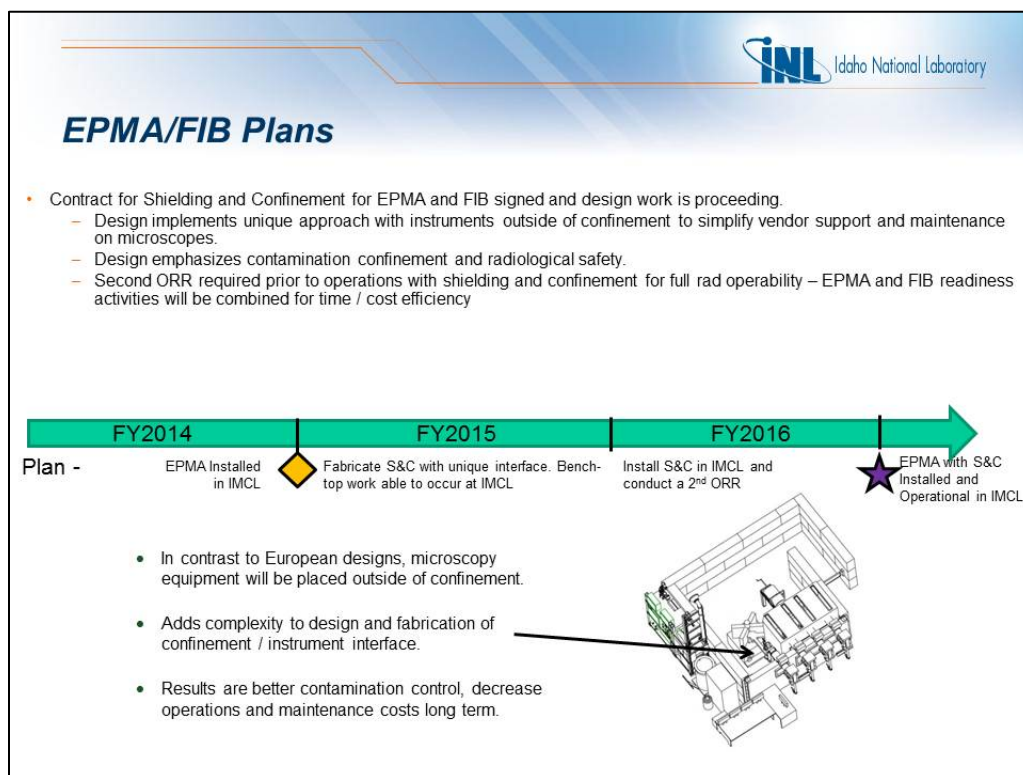 INL Idaho National Laboratory
EPMA/FIB Plans
• Contract for Shielding and Confinement for EPMA and FIB signed and design work is proceeding.
– Design implements unique approach with instruments outside of confinement to simplify vendor support and maintenance
on microscopes.
– Design emphasizes contamination confinement and radiological safety.
– Second ORR required prior to operations with shielding and confinement for full rad operability – EPMA and FIB readiness
activities will be combined for time / cost efficiency
FY2014 FY2015 FY2016
Plan -
EPMA Installed
in IMCL
Fabricate S&C with unique interface. Bench-
top work able to occur at IMCL
Install S&C in IMCL and
conduct a 2nd ORR
EPMA with S&C
Installed and
Operational in IMCL
• In contrast to European designs, microscopy
equipment will be placed outside of confinement.
• Adds complexity to design and fabrication of
confinement / instrument interface.
• Results are better contamination control, decrease
operations and maintenance costs long term.